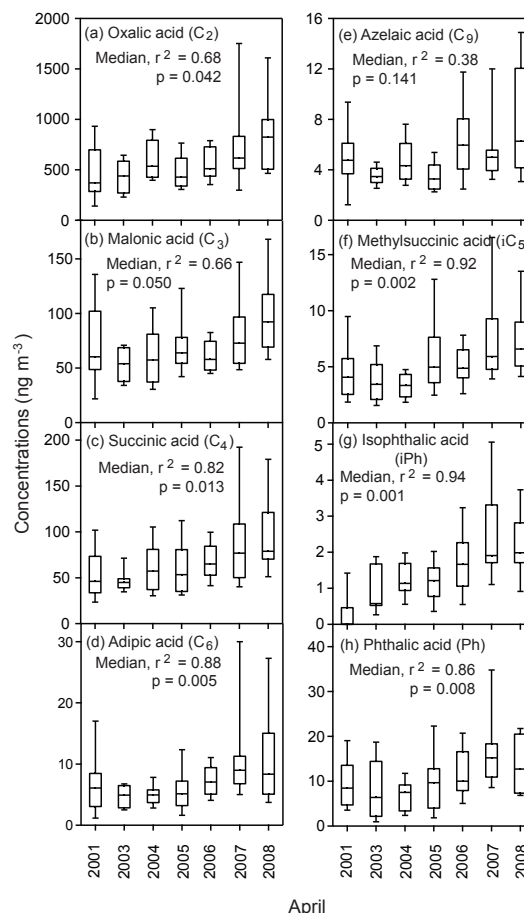 Concentrations (ng m⁻³)
(a) Oxalic acid (C₂)
Median, r² = 0.68
p = 0.042
2000
1500
1000
500
0
(b) Malonic acid (C₃)
Median, r² = 0.66
p = 0.050
150
100
50
0
(c) Succinic acid (C₄)
Median, r² = 0.82
p = 0.013
200
150
100
50
0
(d) Adipic acid (C₆)
Median, r² = 0.88
p = 0.005
30
20
10
0
2001
2003
2004
2005
2006
2007
2008
(e) Azelaic acid (C₉)
Median, r² = 0.38
p = 0.141
16
12
8
4
0
(f) Methylsuccinic acid (iC₅
Median, r² = 0.92
p = 0.002
15
10
5
0
(g) Isophthalic acid
(iPh)
Median, r² = 0.94
p = 0.001
6
5
4
3
2
1
0
(h) Phthalic acid (Ph)
Median, r² = 0.86
p = 0.008
40
30
20
10
0
2001
2003
2004
2005
2006
2007
2008
April